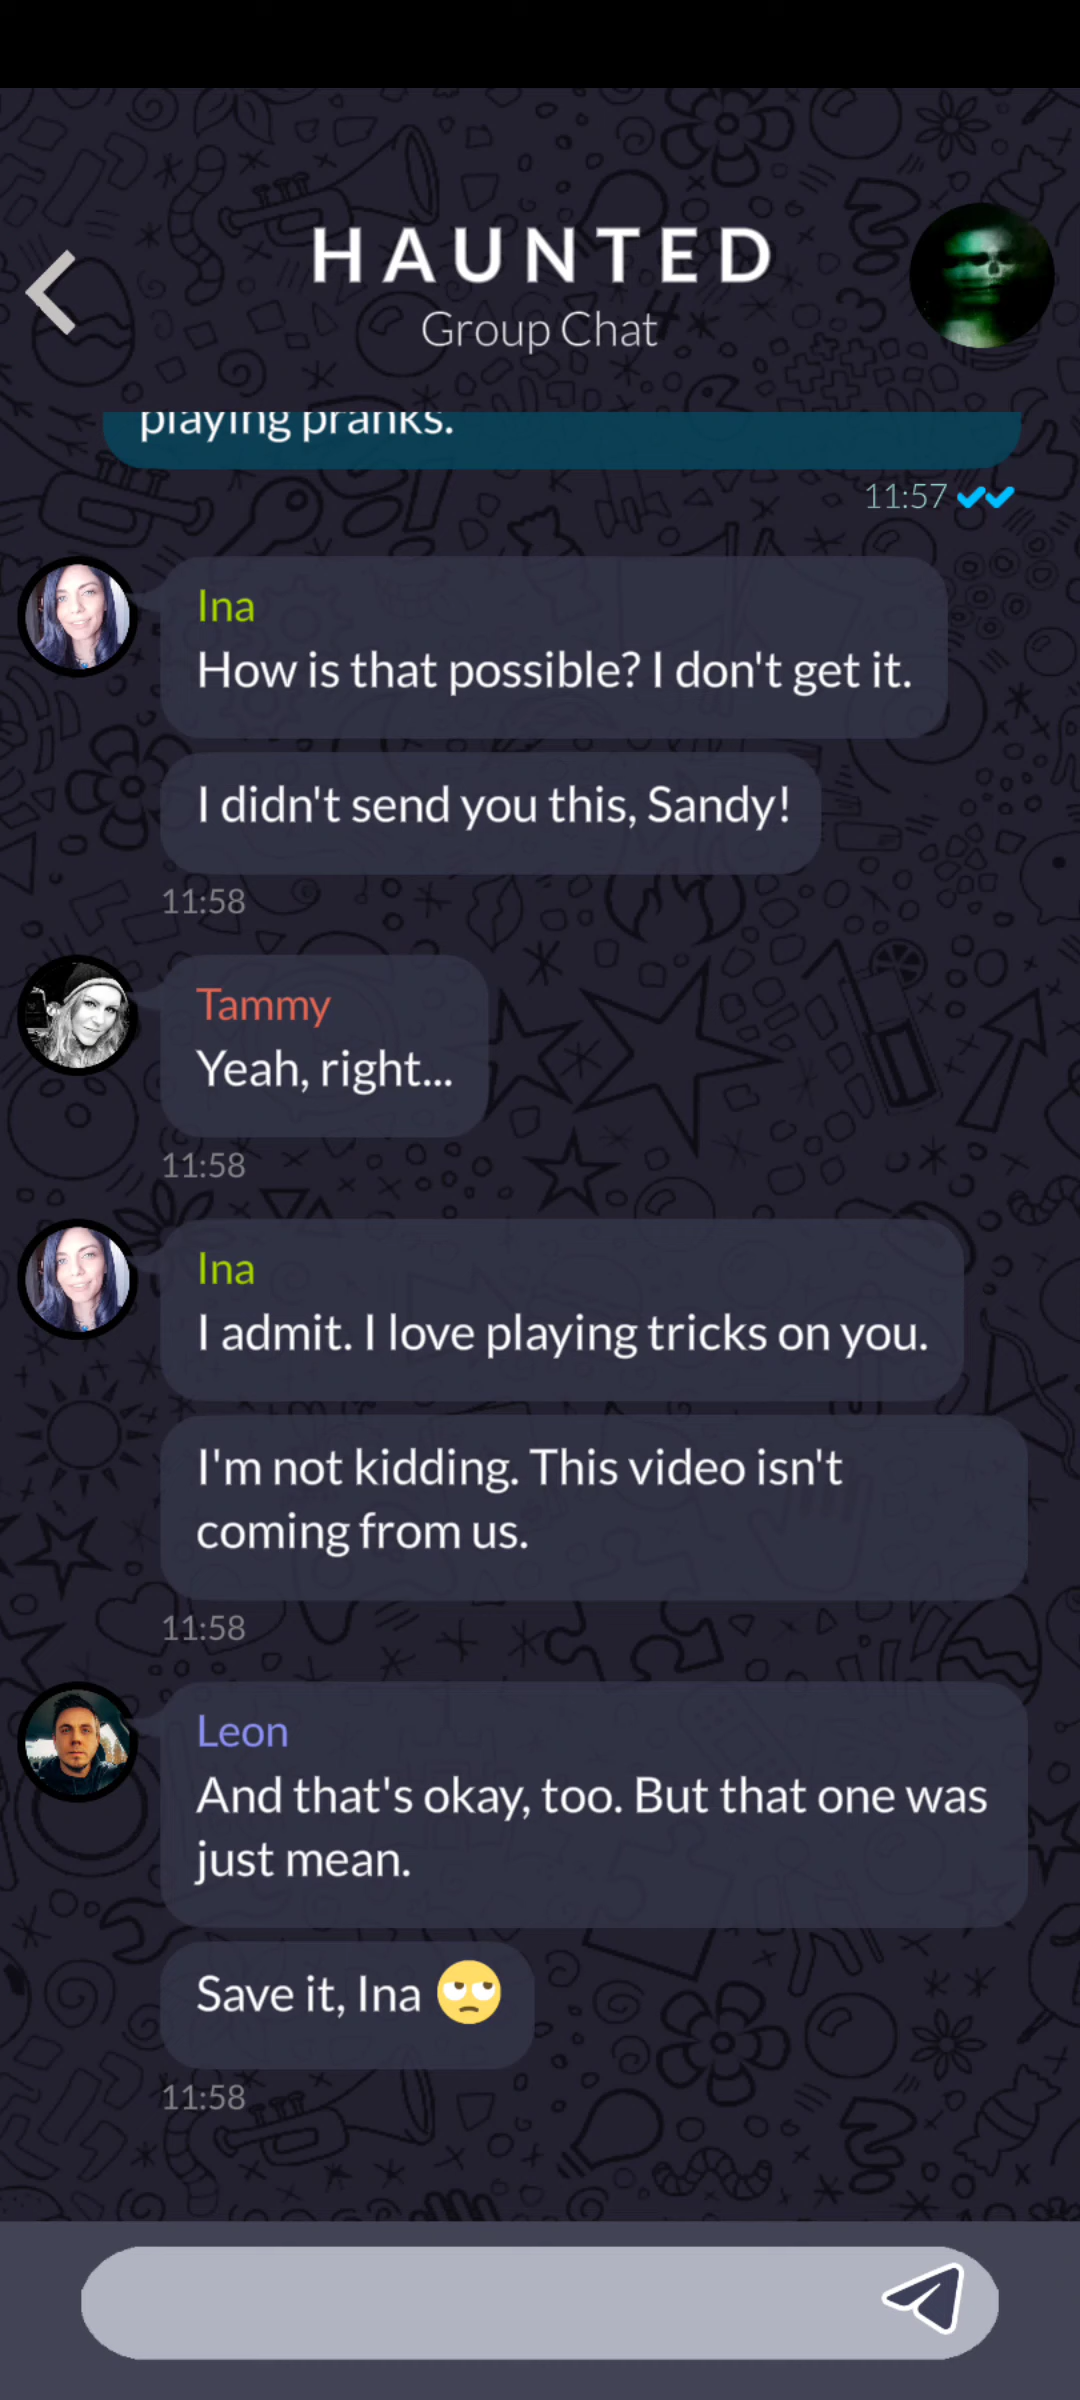 HAUNTED
Group Chat
playing pranks.
11:57
Ina
How is that possible? I don't get it.
I didn't send you this, Sandy!
11:58
Tammy
Yeah, right...
11:58
Ina
I admit. I love playing tricks on you.
I'm not kidding. This video isn't
coming from us.
11:58
Leon
And that's okay, too. But that one was
just mean.
Save it, Ina 🙄
11:58